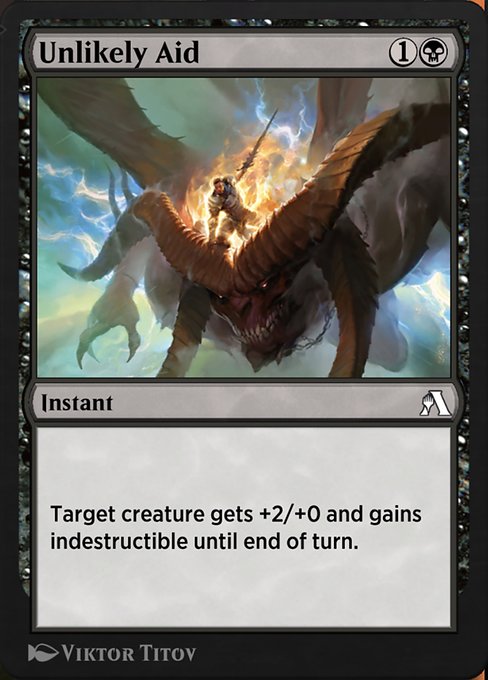 Unlikely Aid 1
Instant
Target creature gets +2/+0 and gains
indestructible until end of turn.
Viktor Titov